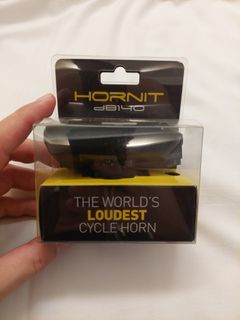 HORNIT
dB140
THE WORLD'S
LOUDEST
CYCLE HORN